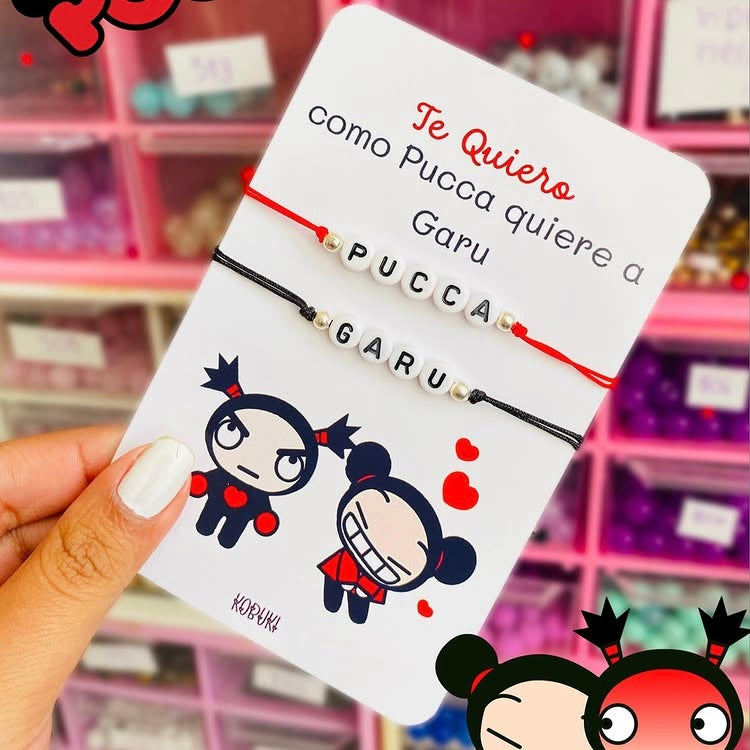 Te Quiero
como Pucca quiere a
Garu
PUCCA
GARU
KOBUKI